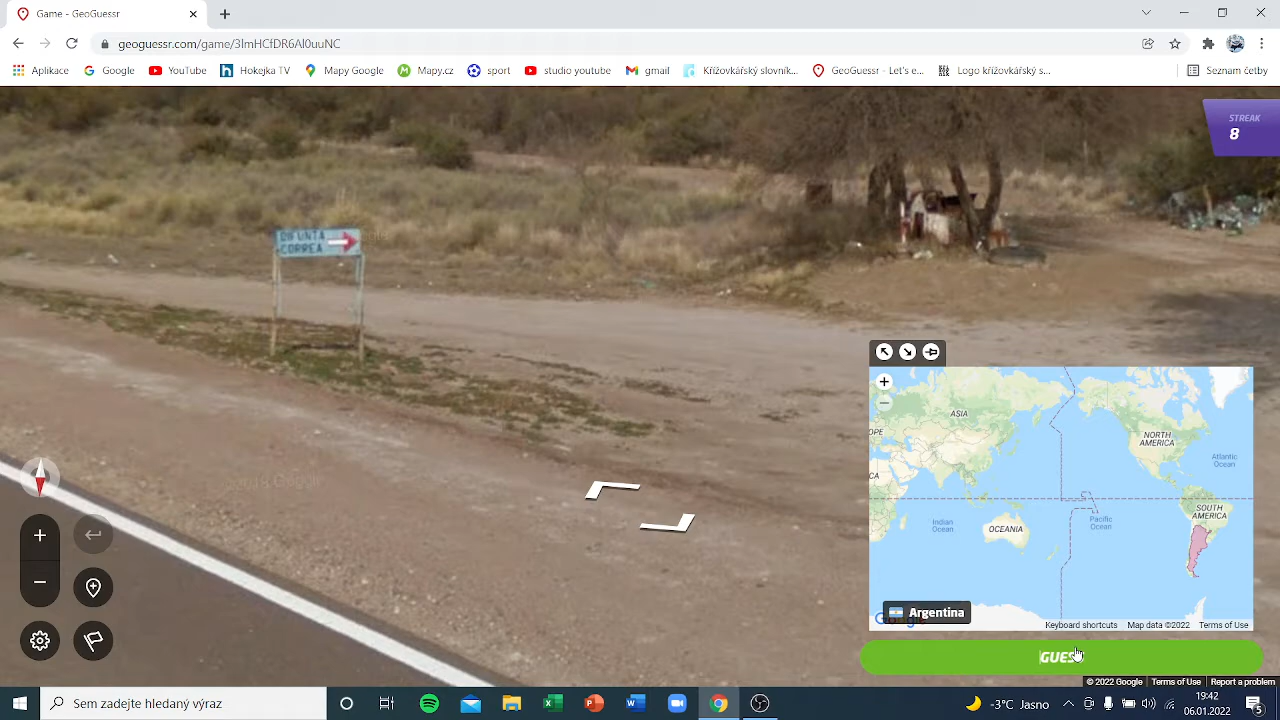 Game - GeoGuessr
geoguessr.com/game/3lmHCfDR6Al0uuNC
Aplikace
Google
YouTube
Hokejka TV
Mapy Google
Mapy.cz
sport
studio youtube
gmail
Křížovkářský slovník...
GeoGuessr - Let's e...
Logo křížovkářský s...
Seznam četby
STREAK
8
DIFUNTA
CORREA
©2018 Google
ASIA
NORTH
AMERICA
Atlantic
Ocean
SOUTH
AMERICA
Indian
Ocean
OCEANIA
Pacific
Ocean
Argentina
Keyboard shortcuts
Map data ©2022
Terms of Use
© 2022 Google
Terms of Use
Report a problem
Sem zadejte hledaný výraz
-3°C Jasno
19:42
06.01.2022